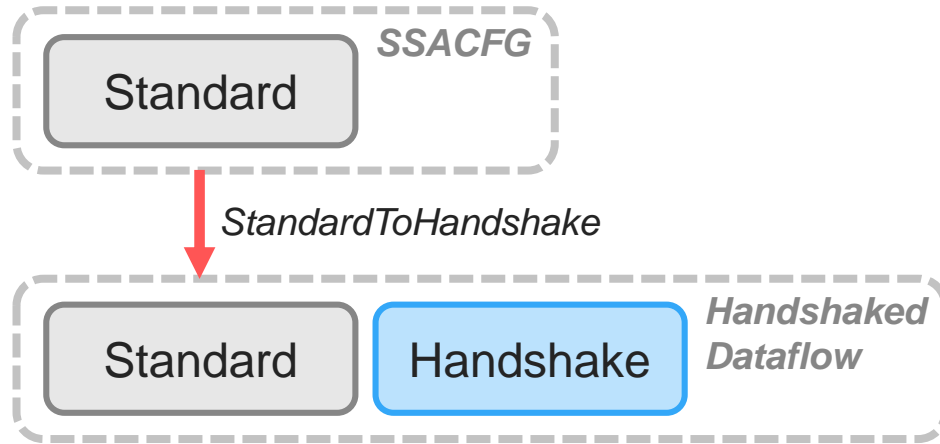 SSACFG
Standard
StandardToHandshake
Standard
Handshake
Handshaked
Dataflow